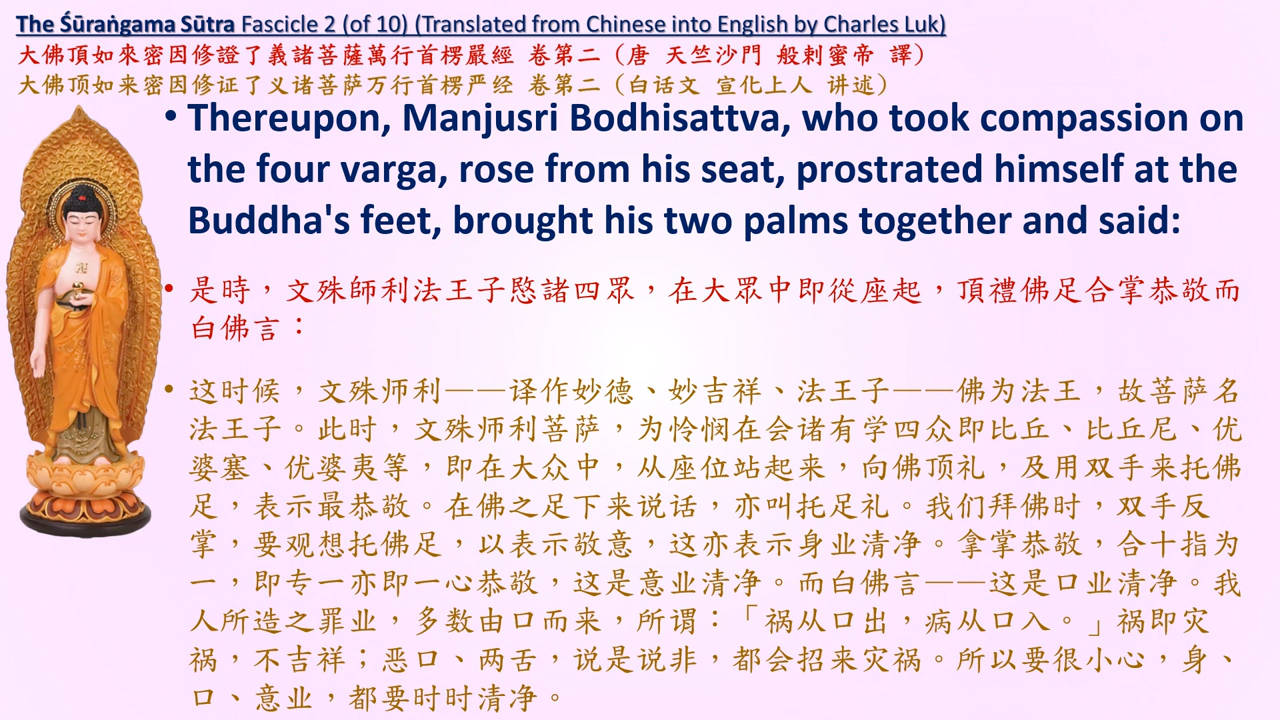 The Śūraṅgama Sūtra Fascicle 2 (of 10) (Translated from Chinese into English by Charles Luk)
大佛頂如來密因修證了義諸菩薩萬行首楞嚴經 卷第二（唐 天竺沙門 般剌蜜帝 譯）
大佛顶如来密因修证了义诸菩萨万行首楞严经 卷第二（白话文 宣化上人 讲述）
• Thereupon, Manjusri Bodhisattva, who took compassion on
the four varga, rose from his seat, prostrated himself at the
Buddha's feet, brought his two palms together and said:
• 是時，文殊師利法王子愍諸四眾，在大眾中即從座起，頂禮佛足合掌恭敬而
白佛言：
• 这时候，文殊师利——译作妙德、妙吉祥、法王子——佛为法王，故菩萨名
法王子。此时，文殊师利菩萨，为怜悯在会诸有学四众即比丘、比丘尼、优
婆塞、优婆夷等，即在大众中，从座位站起来，向佛顶礼，及用双手来托佛
足，表示最恭敬。在佛之足下来说话，亦叫托足礼。我们拜佛时，双手反
掌，要观想托佛足，以表示敬意，这亦表示身业清净。拿掌恭敬，合十指为
一，即专一亦即一心恭敬，这是意业清净。而白佛言——这是口业清净。我
人所造之罪业，多数由口而来，所谓：「祸从口出，病从口入。」祸即灾
祸，不吉祥；恶口、两舌，说是说非，都会招来灾祸。所以要很小心，身、
口、意业，都要时时清净。